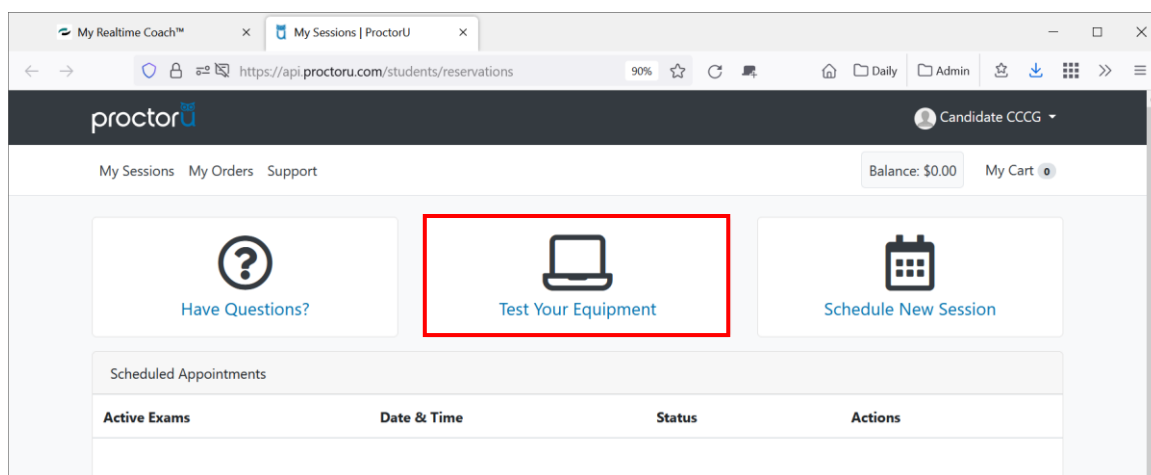 My Realtime Coach™
My Sessions | ProctorU
https://api.proctoru.com/students/reservations
90%
Daily
Admin
proctoru
Candidate CCCG
My Sessions My Orders Support
Balance: $0.00
My Cart 0
Have Questions?
Test Your Equipment
Schedule New Session
Scheduled Appointments
Active Exams Date & Time Status Actions